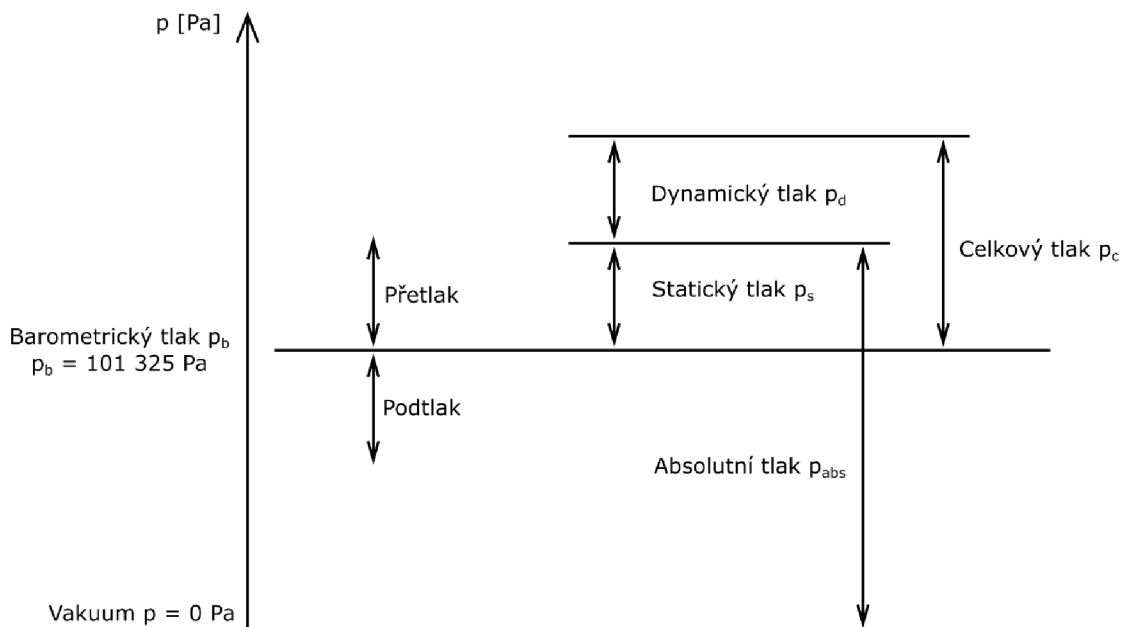 p [Pa]
Dynamický tlak p_d
Celkový tlak p_c
Přetlak
Statický tlak p_s
Barometrický tlak p_b
p_b = 101 325 Pa
Podtlak
Absolutní tlak p_abs
Vakuum p = 0 Pa